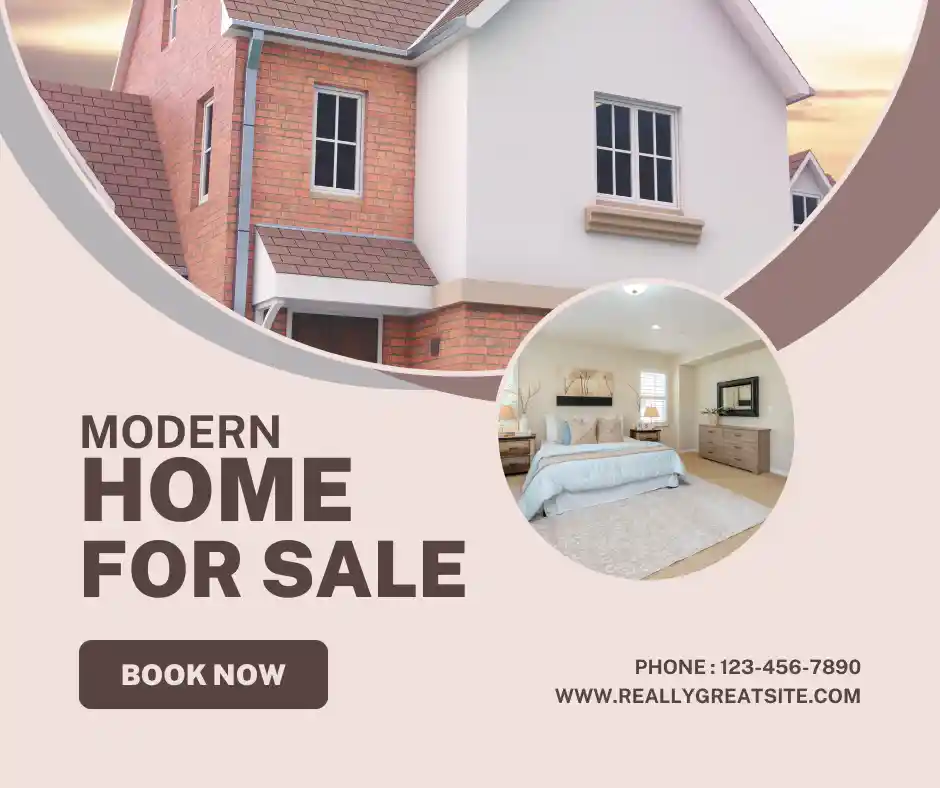 MODERN
HOME
FOR SALE
BOOK NOW
PHONE : 123-456-7890
WWW.REALLYGREATSITE.COM